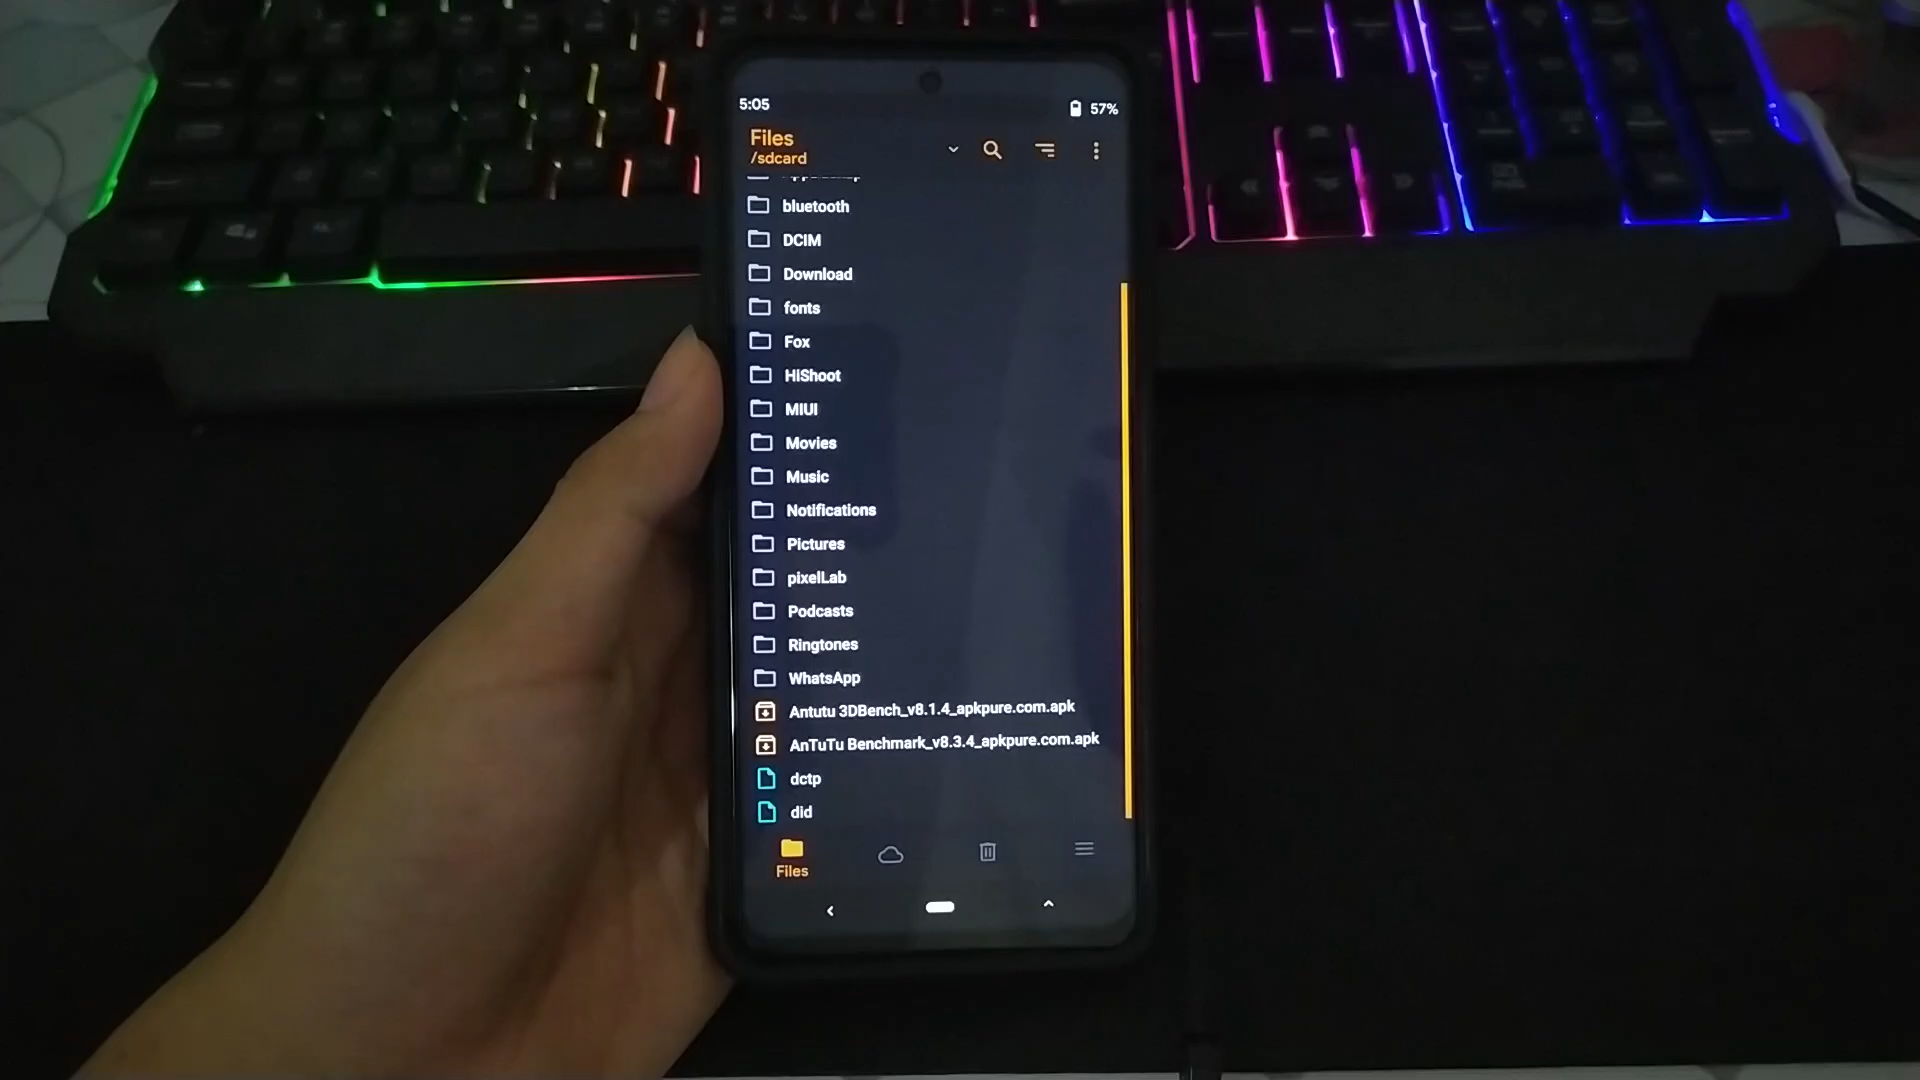 5:05
57%
Files
/sdcard
bluetooth
DCIM
Download
fonts
Fox
HIShoot
MIUI
Movies
Music
Notifications
Pictures
pixelLab
Podcasts
Ringtones
WhatsApp
Antutu 3DBench_v8.1.4_apkpure.com.apk
AnTuTu Benchmark_v8.3.4_apkpure.com.apk
dctp
did
Files